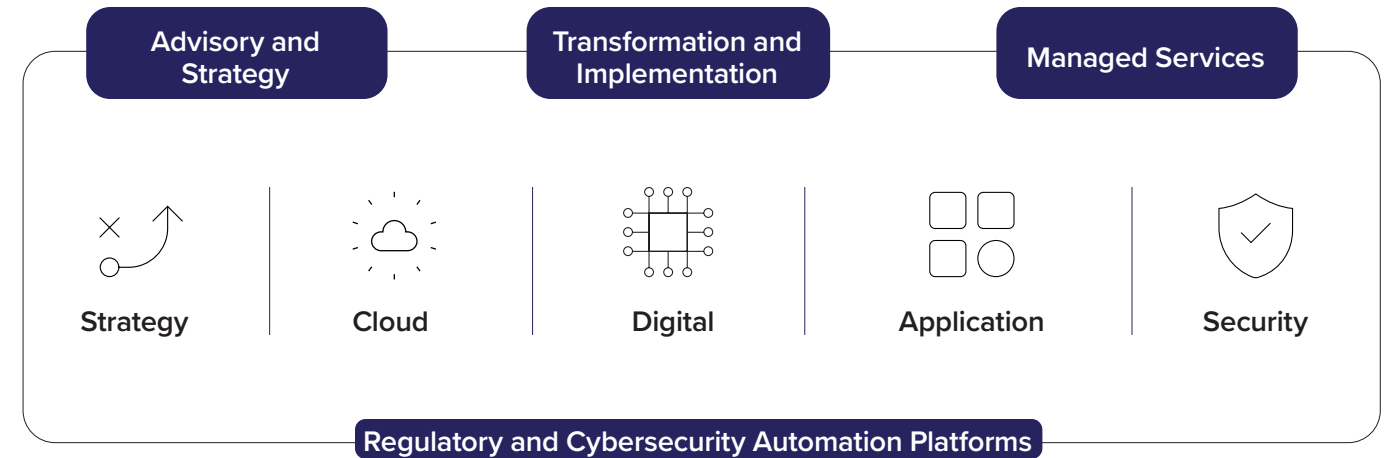 Advisory and
Strategy
Transformation and
Implementation
Managed Services
Strategy
Cloud
Digital
Application
Security
Regulatory and Cybersecurity Automation Platforms